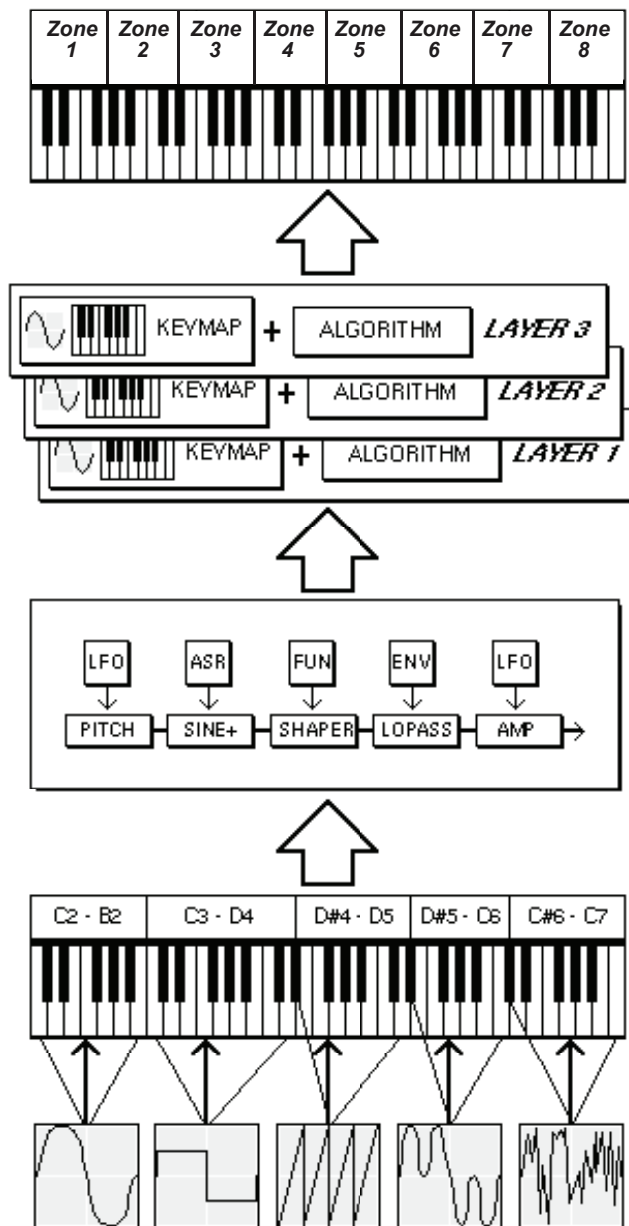 Zone 1 Zone 2 Zone 3 Zone 4 Zone 5 Zone 6 Zone 7 Zone 8
KEYMAP + ALGORITHM LAYER 3
KEYMAP + ALGORITHM LAYER 2
KEYMAP + ALGORITHM LAYER 1
LFO ASR FUN ENV LFO
PITCH SINE+ SHAPER LOPASS AMP
C2 - B2 C3 - D4 D#4 - D5 D#5 - C6 C#6 - C7